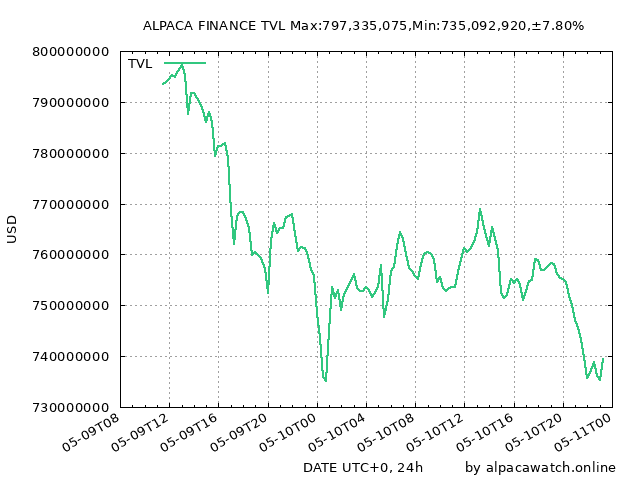 ALPACA FINANCE TVL Max:797,335,075,Min:735,092,920,±7.80%
TVL
800000000
790000000
780000000
770000000
760000000
750000000
740000000
730000000
USD
05-09T08
05-09T12
05-09T16
05-09T20
05-10T00
05-10T04
05-10T08
05-10T12
05-10T16
05-10T20
05-11T00
DATE UTC+0, 24h
by alpacawatch.online